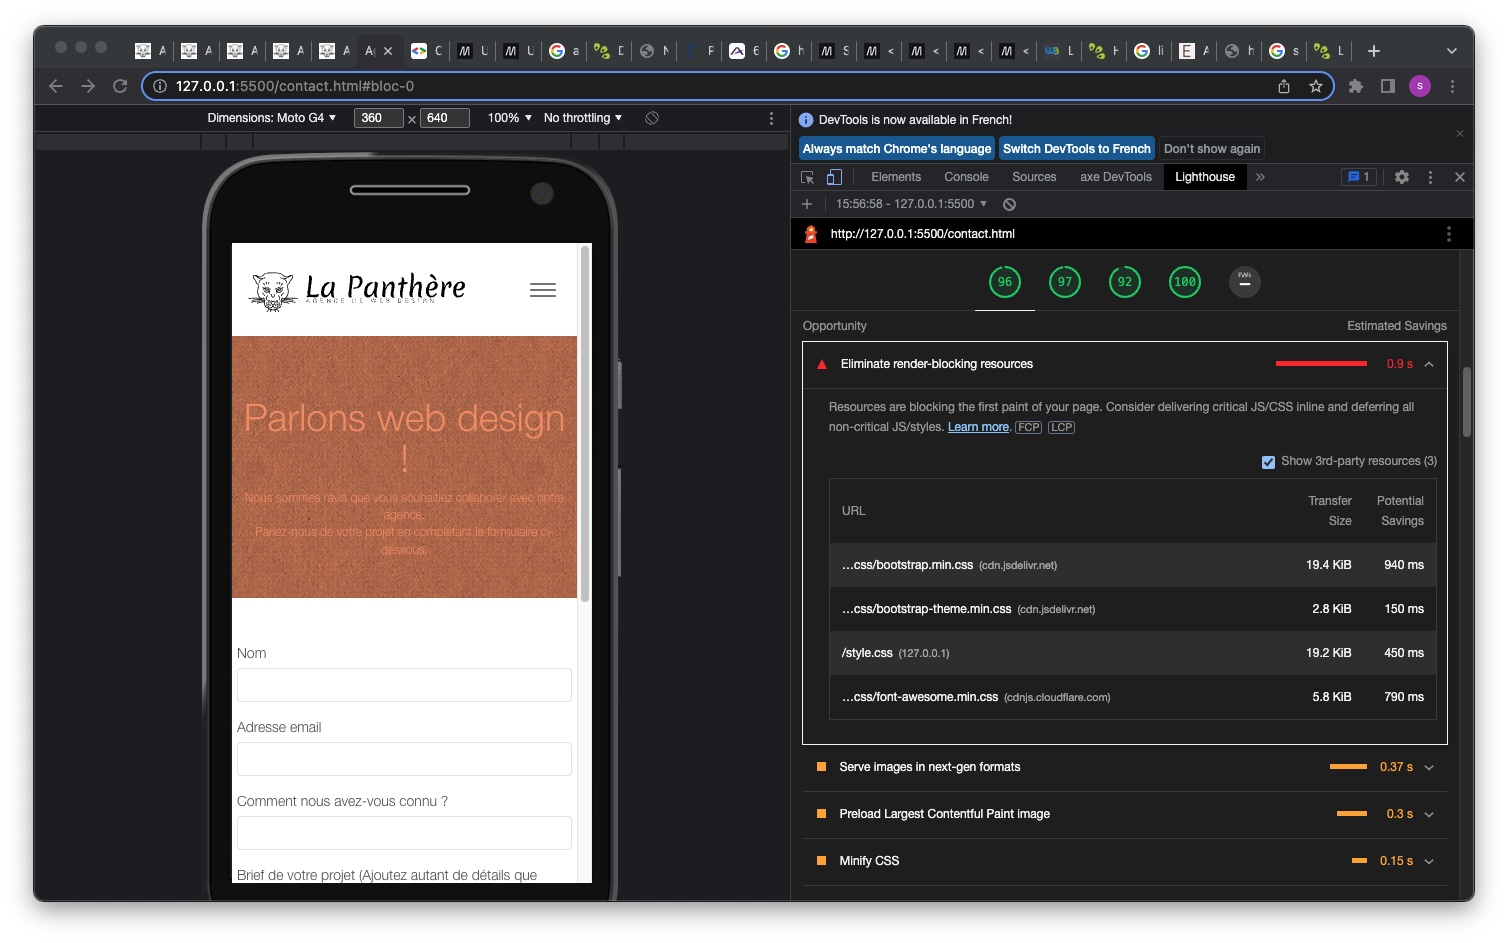 127.0.0.1:5500/contact.html#bloc-0
S
Dimensions: Moto G4 ▼ 360 × 640 100% ▼ No throttling ▼
DevTools is now available in French!
Always match Chrome's language Switch DevTools to French Don't show again
Elements Console Sources axe DevTools Lighthouse » 1
15:56:58 - 127.0.0.1:5500 ▼
http://127.0.0.1:5500/contact.html
96 97 92 100 PWA
La Panthère
AGENCE DE WEB DESIGN
Parlons web design
!
Nous sommes ravis que vous souhaitiez collaborer avec notre
agence.
Parlez-nous de votre projet en complétant le formulaire ci-
dessous.
Nom
Adresse email
Comment nous avez-vous connu ?
Brief de votre projet (Ajoutez autant de détails que
Opportunity Estimated Savings
Eliminate render-blocking resources 0.9 s
Resources are blocking the first paint of your page. Consider delivering critical JS/CSS inline and deferring all
non-critical JS/styles. Learn more. FCP LCP
Show 3rd-party resources (3)
URL Transfer Size Potential Savings
…css/bootstrap.min.css (cdn.jsdelivr.net) 19.4 KiB 940 ms
…css/bootstrap-theme.min.css (cdn.jsdelivr.net) 2.8 KiB 150 ms
/style.css (127.0.0.1) 19.2 KiB 450 ms
…css/font-awesome.min.css (cdnjs.cloudflare.com) 5.8 KiB 790 ms
Serve images in next-gen formats 0.37 s
Preload Largest Contentful Paint image 0.3 s
Minify CSS 0.15 s